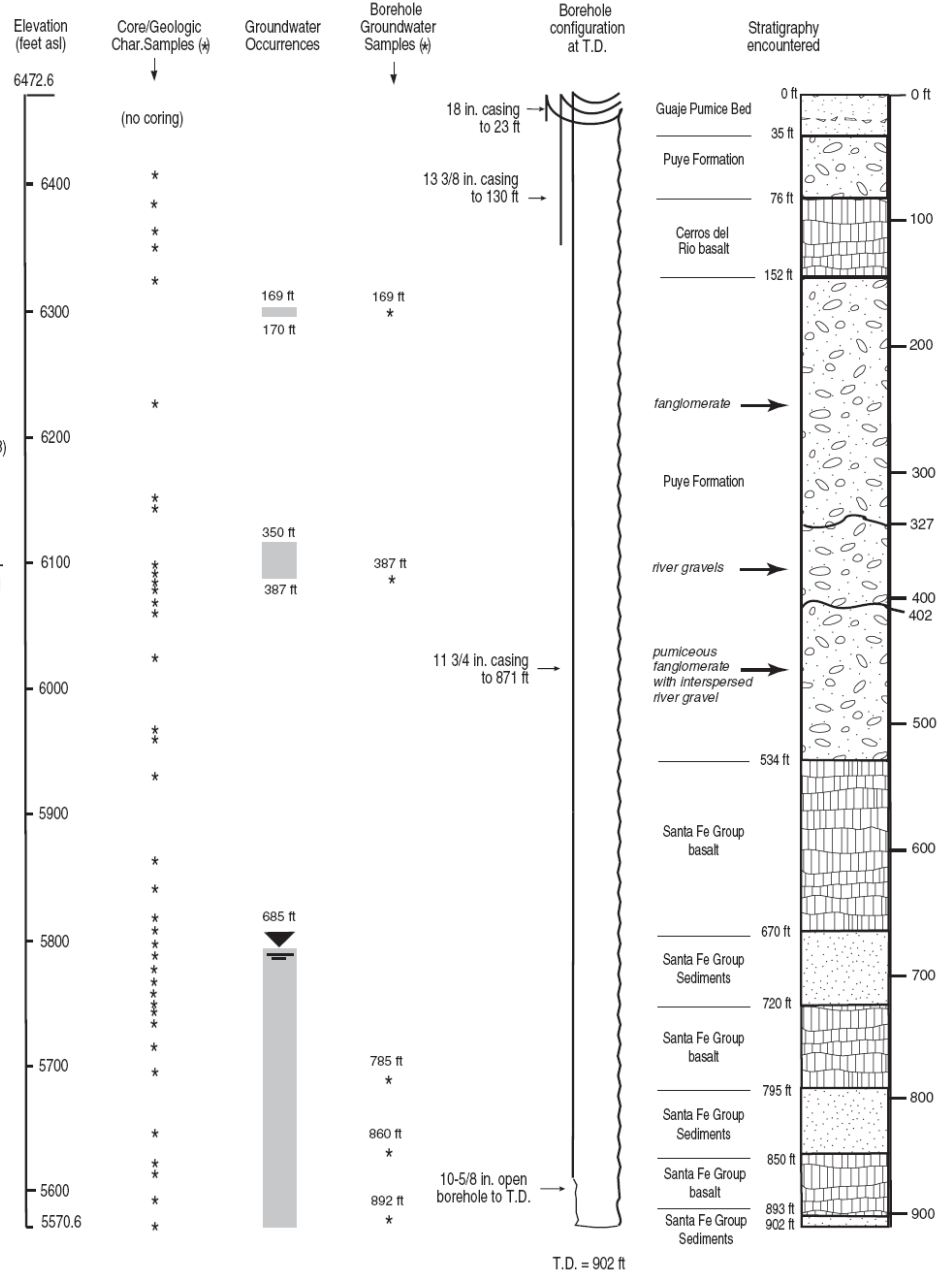 Elevation
(feet asl)
Core/Geologic
Char.Samples (*)
Groundwater
Occurrences
Borehole
Groundwater
Samples (*)
Borehole
configuration
at T.D.
Stratigraphy
encountered
6472.6
(no coring)
6400
6300
6200
3)
6100
6000
5900
5800
5700
5600
5570.6
169 ft
170 ft
350 ft
387 ft
685 ft
169 ft
387 ft
785 ft
860 ft
892 ft
18 in. casing
to 23 ft
13 3/8 in. casing
to 130 ft
11 3/4 in. casing
to 871 ft
10-5/8 in. open
borehole to T.D.
T.D. = 902 ft
0 ft
Guaje Pumice Bed
35 ft
Puye Formation
76 ft
Cerros del
Rio basalt
152 ft
fanglomerate
Puye Formation
river gravels
pumiceous
fanglomerate
with interspersed
river gravel
534 ft
Santa Fe Group
basalt
670 ft
Santa Fe Group
Sediments
720 ft
Santa Fe Group
basalt
795 ft
Santa Fe Group
Sediments
850 ft
Santa Fe Group
basalt
893 ft
Santa Fe Group
Sediments
902 ft
0 ft
100
200
300
327
400
402
500
600
700
800
900